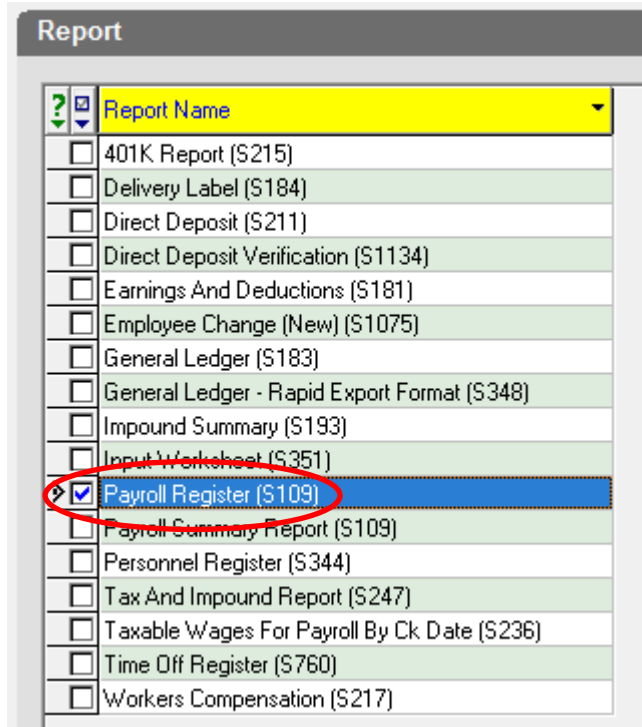 Report
Report Name
401K Report (S215)
Delivery Label (S184)
Direct Deposit (S211)
Direct Deposit Verification (S1134)
Earnings And Deductions (S181)
Employee Change (New) (S1075)
General Ledger (S183)
General Ledger - Rapid Export Format (S348)
Impound Summary (S193)
Input Worksheet (S351)
Payroll Register (S109)
Payroll Summary Report (S109)
Personnel Register (S344)
Tax And Impound Report (S247)
Taxable Wages For Payroll By Ck Date (S236)
Time Off Register (S760)
Workers Compensation (S217)